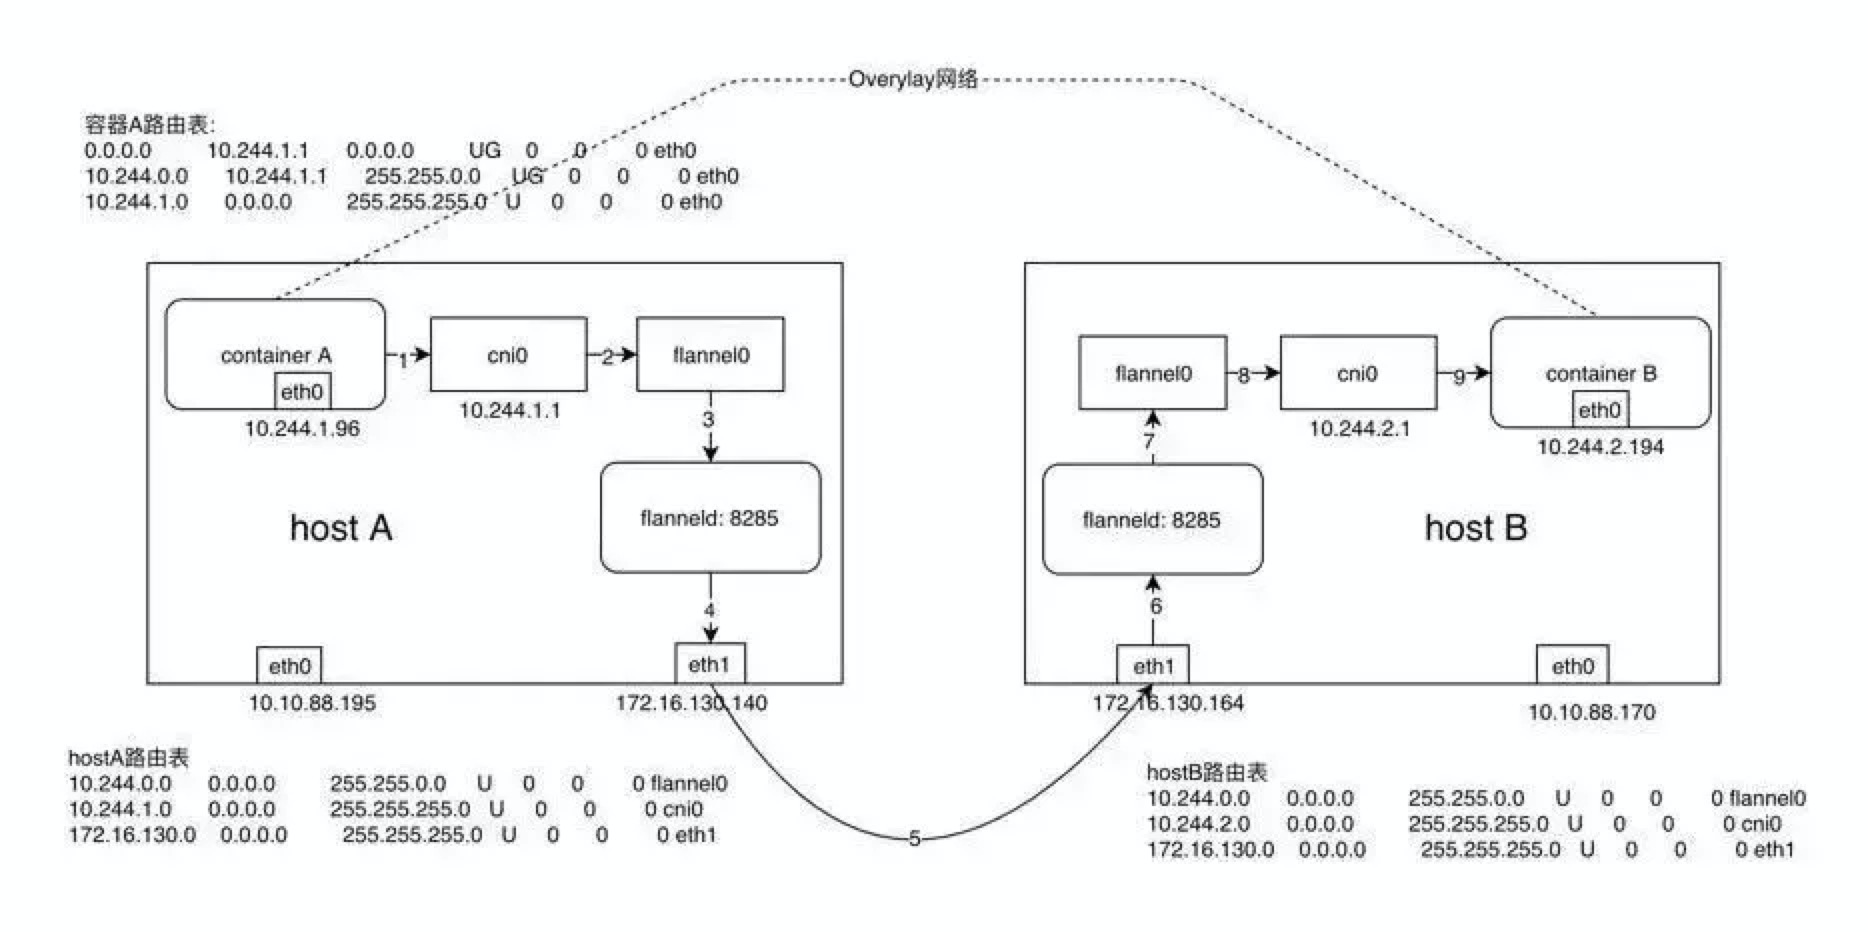 Overylay网络
容器A路由表:
0.0.0.0 10.244.1.1 0.0.0.0 UG 0 0 0 eth0
10.244.0.0 10.244.1.1 255.255.0.0 UG 0 0 0 eth0
10.244.1.0 0.0.0.0 255.255.255.0 U 0 0 0 eth0
container A
eth0
10.244.1.96
1
cni0
10.244.1.1
2
flannel0
3
flanneld: 8285
4
host A
eth0
10.10.88.195
eth1
172.16.130.140
hostA路由表
10.244.0.0 0.0.0.0 255.255.0.0 U 0 0 0 flannel0
10.244.1.0 0.0.0.0 255.255.255.0 U 0 0 0 cni0
172.16.130.0 0.0.0.0 255.255.255.0 U 0 0 0 eth1
5
flannel0
8
cni0
10.244.2.1
9
container B
eth0
10.244.2.194
7
flanneld: 8285
6
host B
eth1
172.16.130.164
eth0
10.10.88.170
hostB路由表
10.244.0.0 0.0.0.0 255.255.0.0 U 0 0 0 flannel0
10.244.2.0 0.0.0.0 255.255.255.0 U 0 0 0 cni0
172.16.130.0 0.0.0.0 255.255.255.0 U 0 0 0 eth1